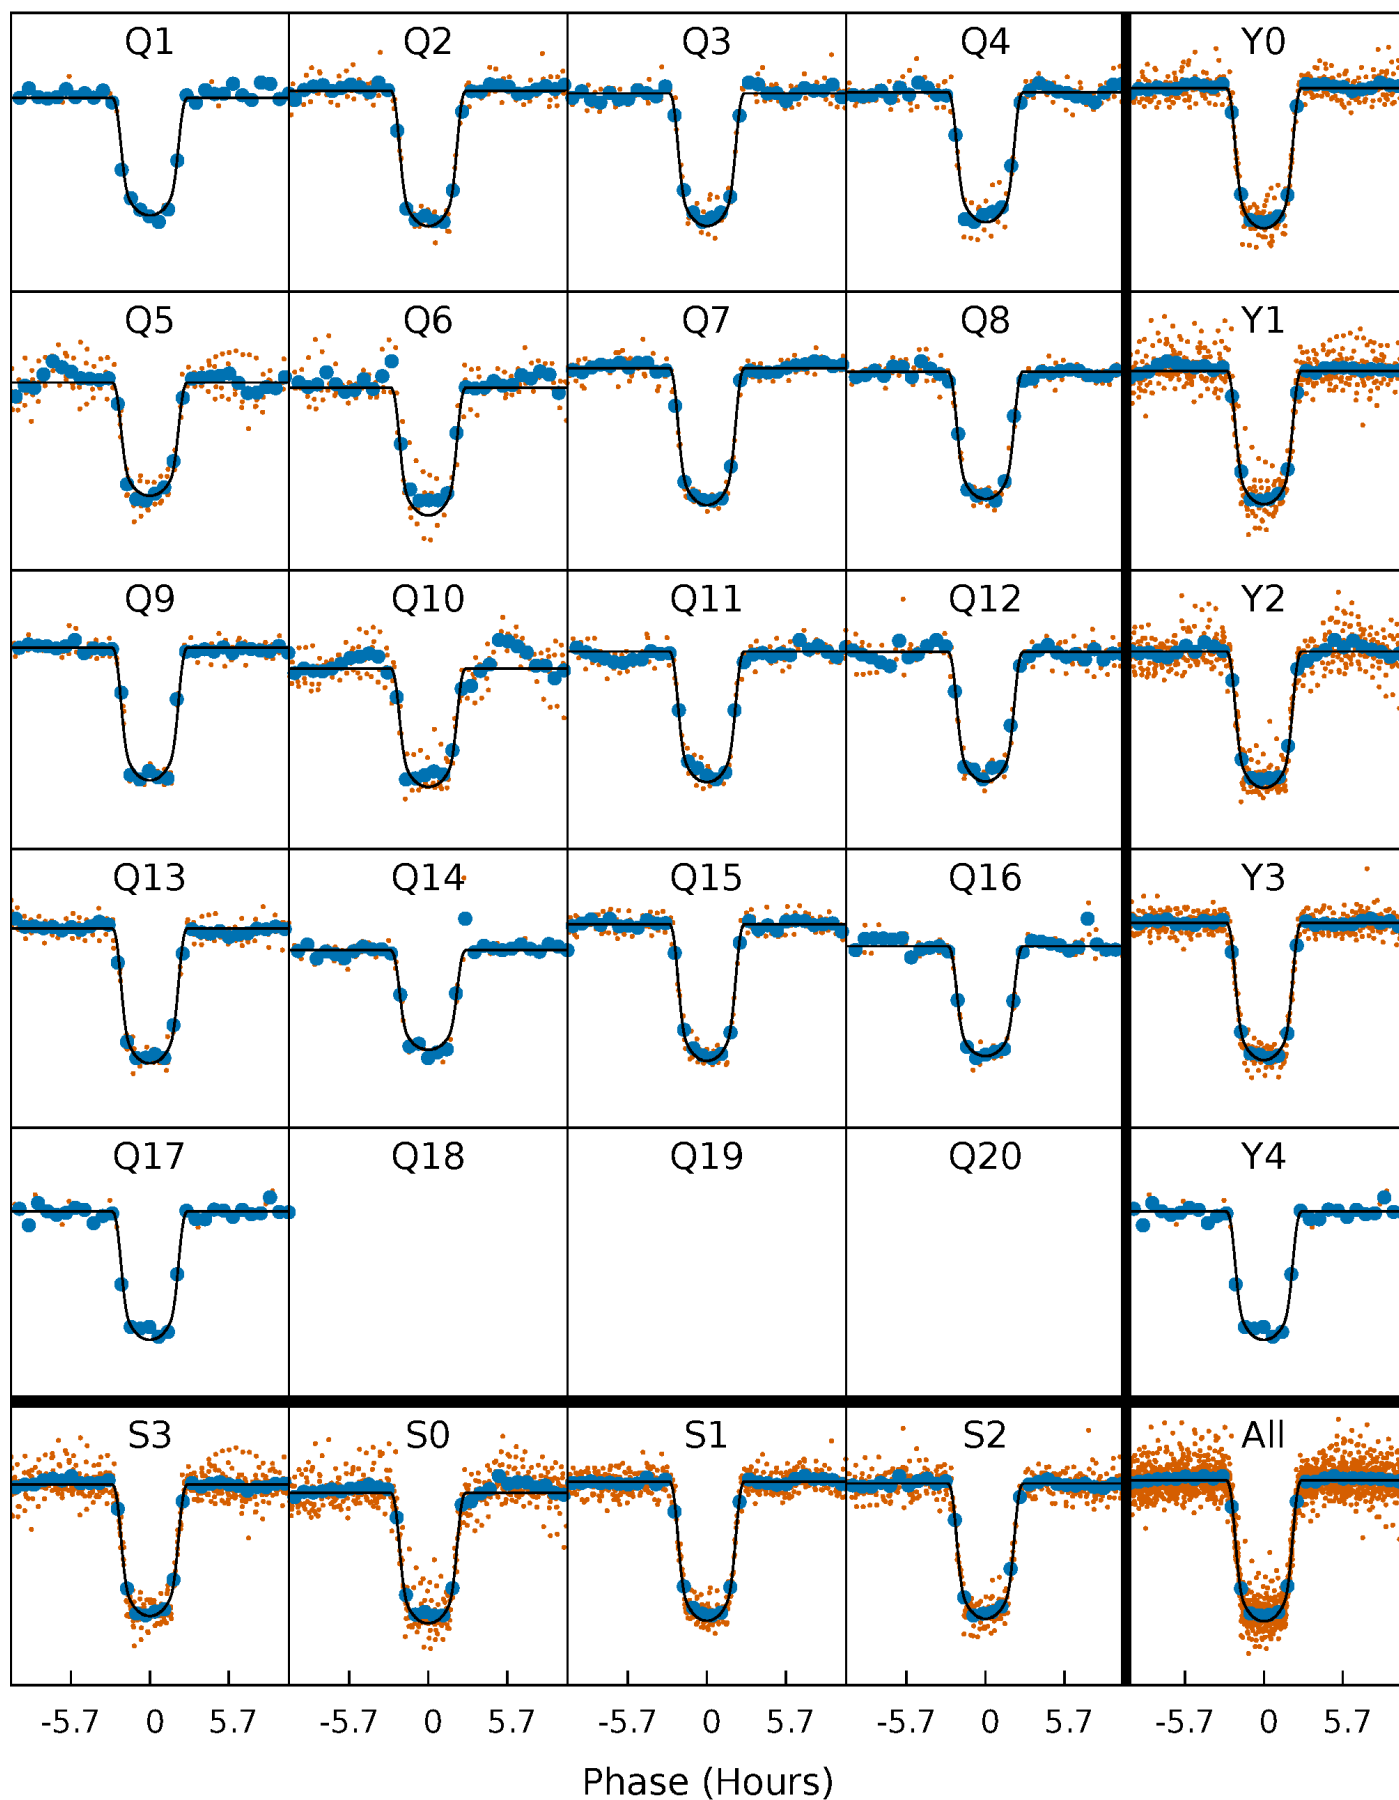 Q1 Q2 Q3 Q4 Y0
Q5 Q6 Q7 Q8 Y1
Q9 Q10 Q11 Q12 Y2
Q13 Q14 Q15 Q16 Y3
Q17 Q18 Q19 Q20 Y4
S3 S0 S1 S2 All
-5.7 0 5.7 -5.7 0 5.7 -5.7 0 5.7 -5.7 0 5.7 -5.7 0 5.7
Phase (Hours)